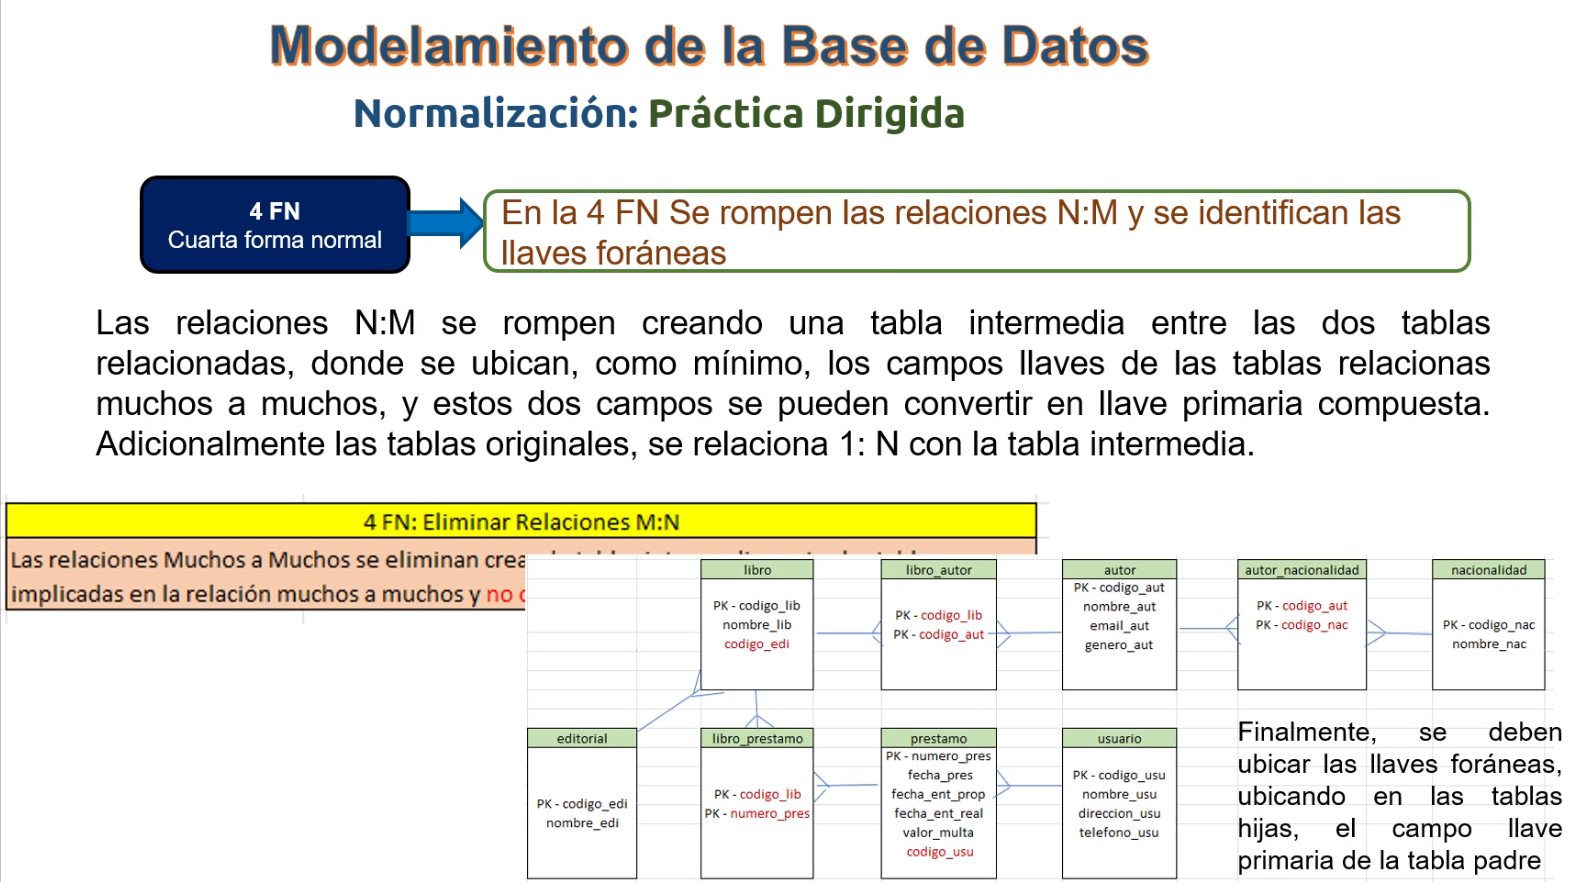 Modelamiento de la Base de Datos
Normalización: Práctica Dirigida
4 FN
Cuarta forma normal
En la 4 FN Se rompen las relaciones N:M y se identifican las
llaves foráneas
Las relaciones N:M se rompen creando una tabla intermedia entre las dos tablas
relacionadas, donde se ubican, como mínimo, los campos llaves de las tablas relacionas
muchos a muchos, y estos dos campos se pueden convertir en llave primaria compuesta.
Adicionalmente las tablas originales, se relaciona 1: N con la tabla intermedia.
4 FN: Eliminar Relaciones M:N
Las relaciones Muchos a Muchos se eliminan
implicadas en la relación muchos a muchos y no
libro
PK - codigo_lib
nombre_lib
codigo_edi
libro_autor
PK - codigo_lib
PK - codigo_aut
autor
PK - codigo_aut
nombre_aut
email_aut
genero_aut
autor_nacionalidad
PK - codigo_aut
PK - codigo_nac
nacionalidad
PK - codigo_nac
nombre_nac
editorial
PK - codigo_edi
nombre_edi
libro_prestamo
PK - codigo_lib
PK - numero_pres
prestamo
PK - numero_pres
fecha_pres
fecha_ent_prop
fecha_ent_real
valor_multa
codigo_usu
usuario
PK - codigo_usu
nombre_usu
direccion_usu
telefono_usu
Finalmente, se deben
ubicar las llaves foráneas,
ubicando en las tablas
hijas, el campo llave
primaria de la tabla padre